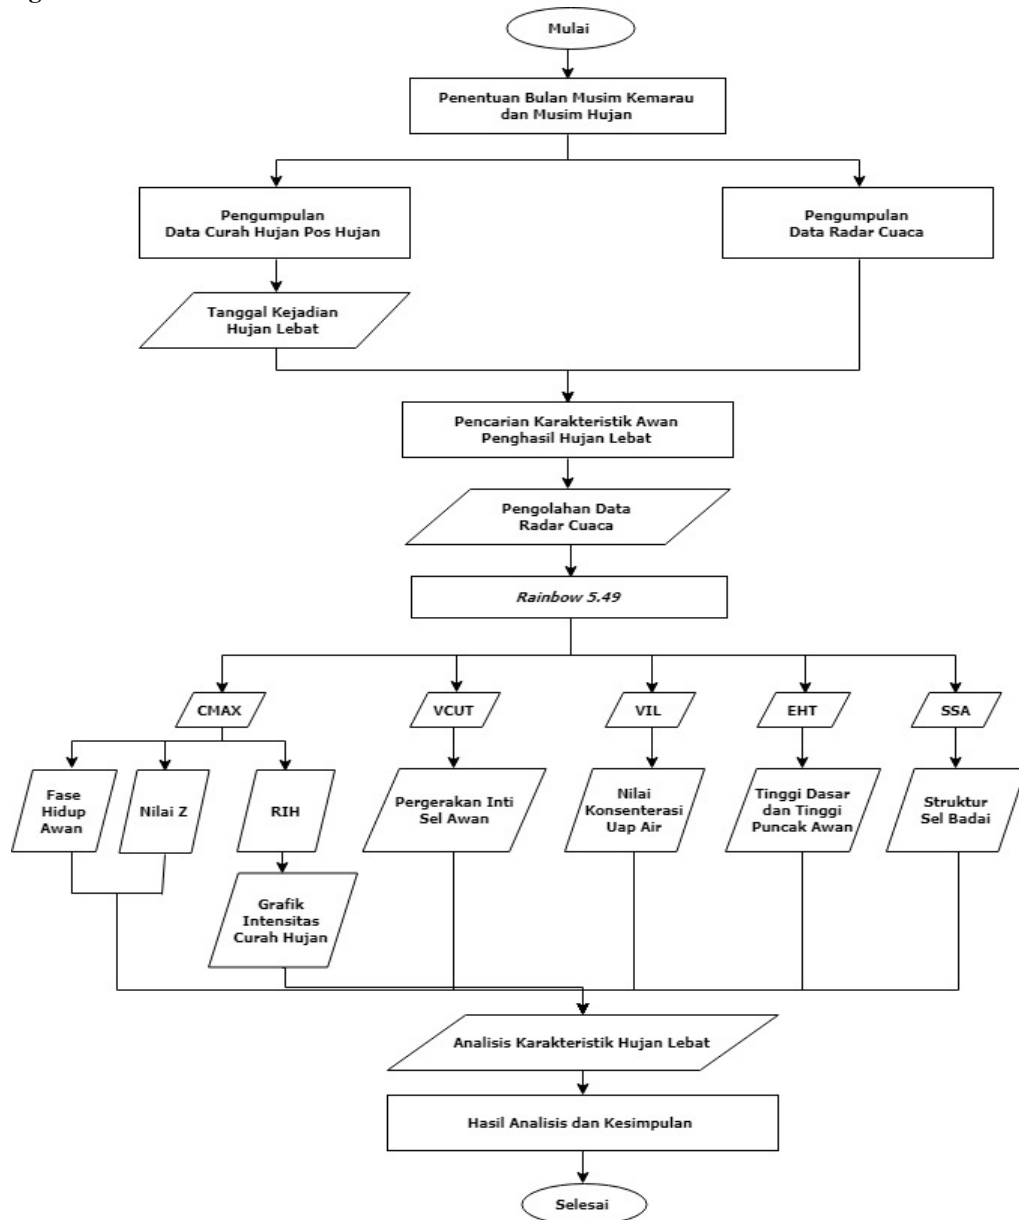 Mulai
Penentuan Bulan Musim Kemarau
dan Musim Hujan
Pengumpulan
Data Curah Hujan Pos Hujan
Pengumpulan
Data Radar Cuaca
Tanggal Kejadian
Hujan Lebat
Pencarian Karakteristik Awan
Penghasil Hujan Lebat
Pengolahan Data
Radar Cuaca
Rainbow 5.49
CMAX
VCUT
VIL
EHT
SSA
Fase
Hidup
Awan
Nilai Z
RIH
Pergerakan Inti
Sel Awan
Nilai
Konsenterasi
Uap Air
Tinggi Dasar
dan Tinggi
Puncak Awan
Struktur
Sel Badai
Grafik
Intensitas
Curah Hujan
Analisis Karakteristik Hujan Lebat
Hasil Analisis dan Kesimpulan
Selesai